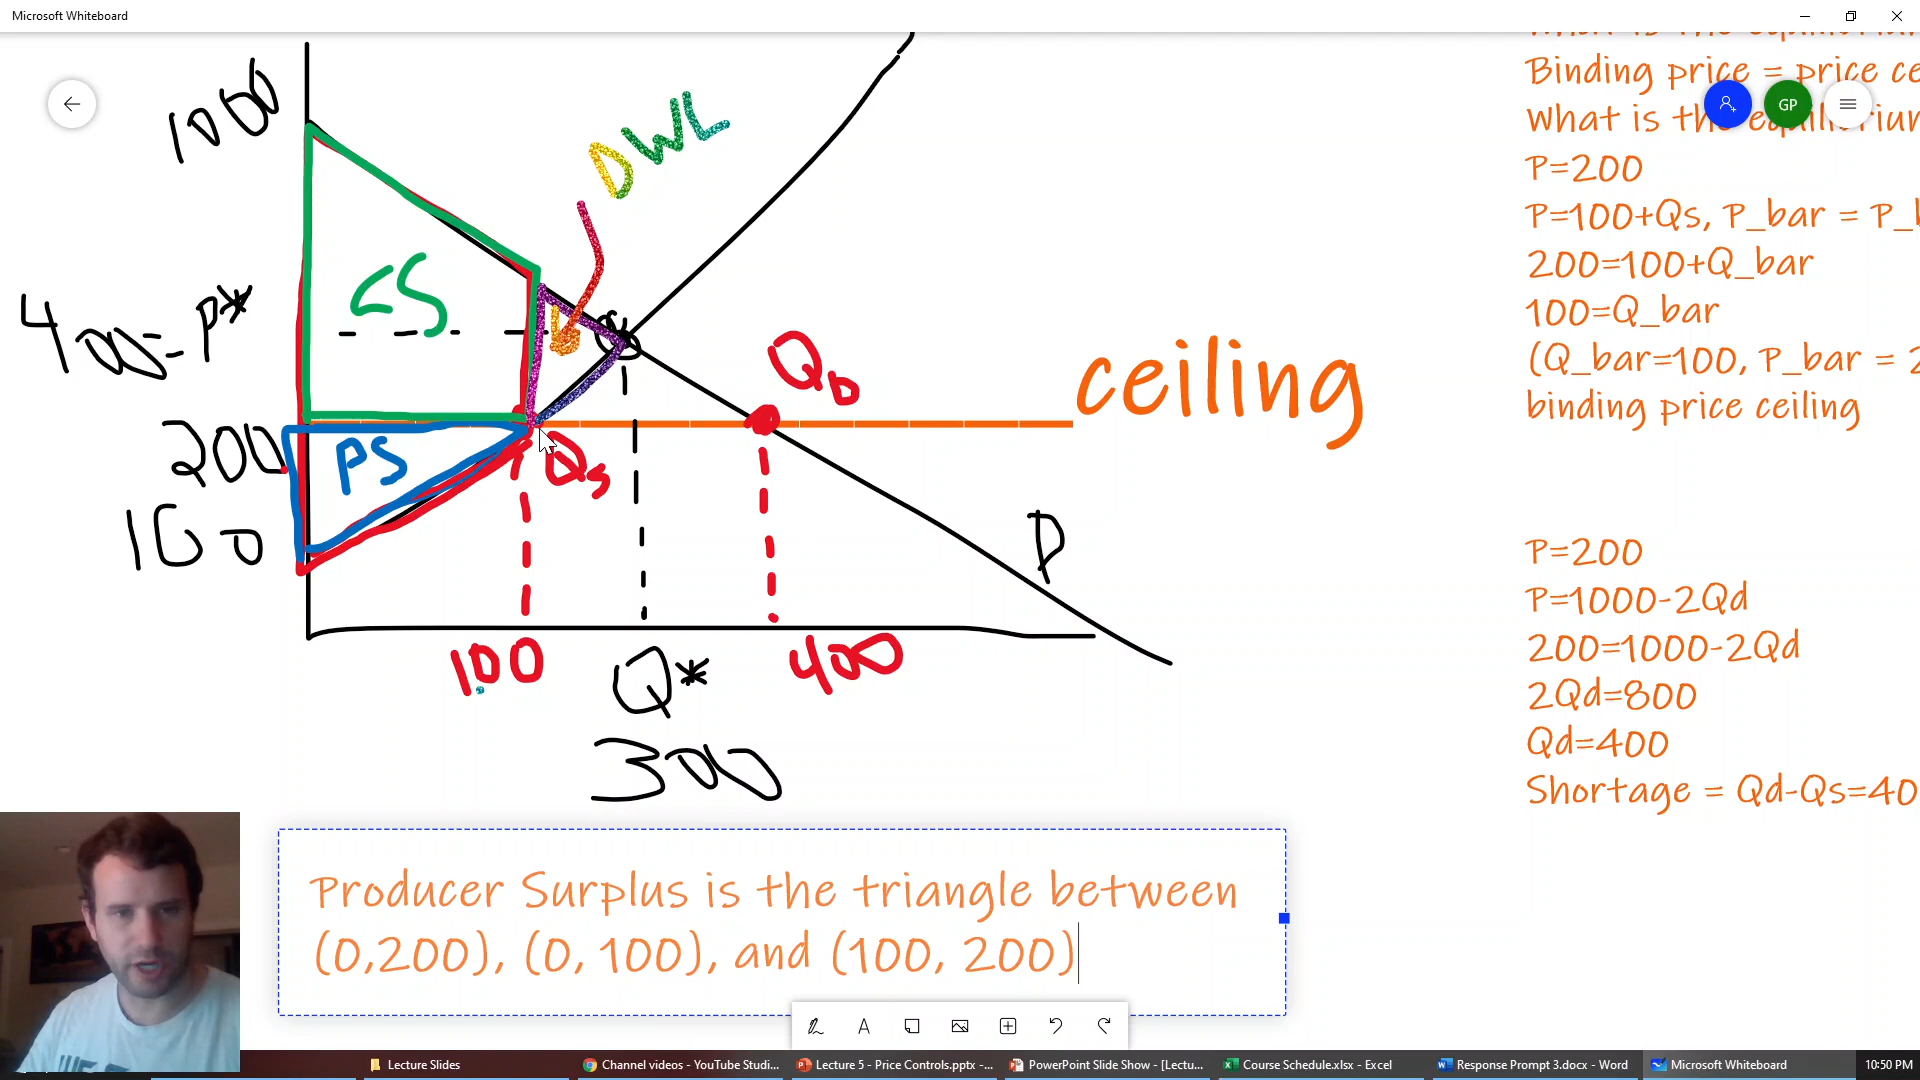 Microsoft Whiteboard
1000
DWL
CS
400=P*
QD
ceiling
200
PS
Qs
100
D
100
Q*
400
300
Binding price = price ce
GP
What is the equilibrium
P=200
P=100+Qs, P_bar = P_b
200=100+Q_bar
100=Q_bar
(Q_bar=100, P_bar = 2
binding price ceiling
P=200
P=1000-2Qd
200=1000-2Qd
2Qd=800
Qd=400
Shortage = Qd-Qs=40
Producer Surplus is the triangle between
(0,200), (0, 100), and (100, 200)
Lecture Slides
Channel videos - YouTube Studi...
Lecture 5 - Price Controls.pptx -...
PowerPoint Slide Show - [Lectu...
Course Schedule.xlsx - Excel
Response Prompt 3.docx - Word
Microsoft Whiteboard
10:50 PM